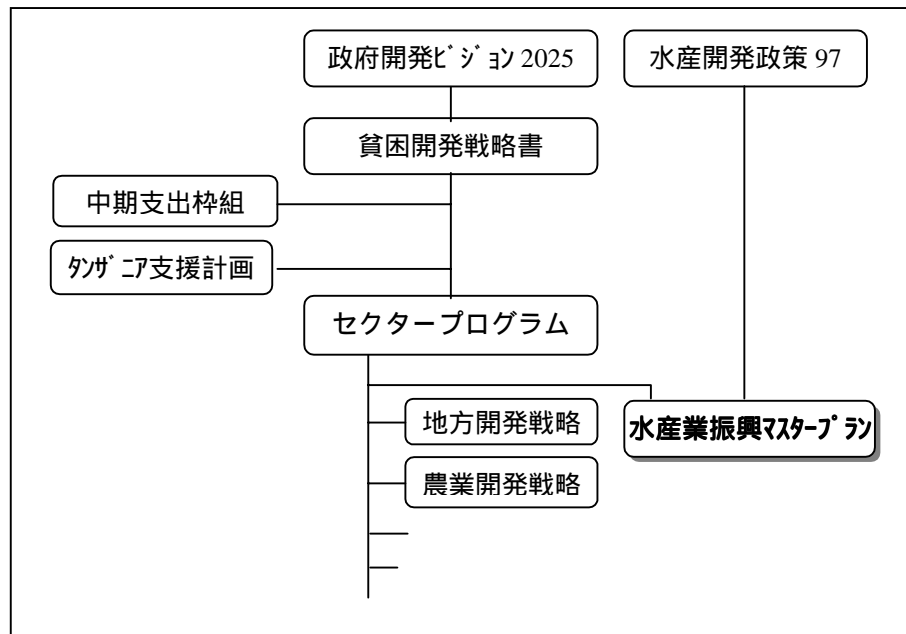 政府開発ﾋﾞｼﾞｮﾝ 2025
水産開発政策 97
貧困開発戦略書
中期支出枠組
ﾀﾝｻﾞﾆｱ支援計画
セクタープログラム
地方開発戦略
水産業振興ﾏｽﾀｰﾌﾟﾗﾝ
農業開発戦略